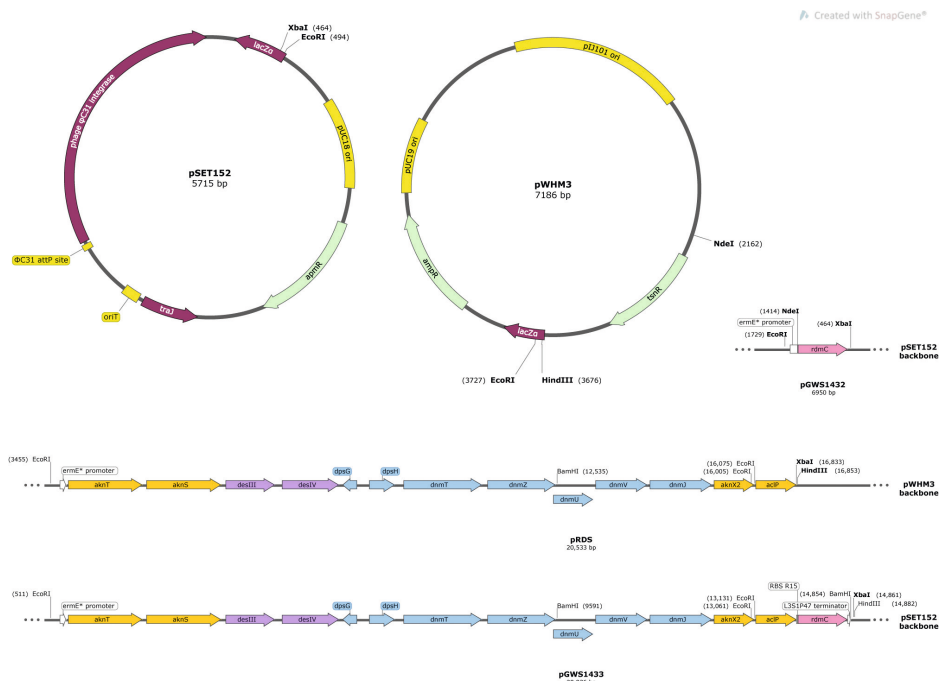 Created with SnapGene®
XbaI (464)
EcoRI (494)
lacZα
phage φC31 integrase
pUC18 ori
pSET152
5715 bp
ΦC31 attP site
oriT
traJ
apmR
pIJ101 ori
pUC19 ori
pWHM3
7186 bp
NdeI (2162)
ampR
tsnR
lacZα
(3727) EcoRI
HindIII (3676)
(1414) NdeI
ermE* promoter
(464) XbaI
(1729) EcoRI
rdmC
pSET152
backbone
pGWS1432
6950 bp
(3455) EcoRI
ermE* promoter
dpsG
dpsH
BamHI (12,535)
(16,075) EcoRI
(16,005) EcoRI
XbaI (16,833)
HindIII (16,853)
aknT
aknS
desIII
desIV
dnmT
dnmZ
dnmU
dnmV
dnmJ
aknX2
aclP
pWHM3
backbone
pRDS
20,533 bp
(511) EcoRI
ermE* promoter
dpsG
dpsH
BamHI (9591)
(13,131) EcoRI
(13,061) EcoRI
RBS R15
(14,854) BamHI
XbaI (14,861)
HindIII (14,882)
L3S1P47 terminator
aknT
aknS
desIII
desIV
dnmT
dnmZ
dnmU
dnmV
dnmJ
aknX2
aclP
rdmC
pSET152
backbone
pGWS1433